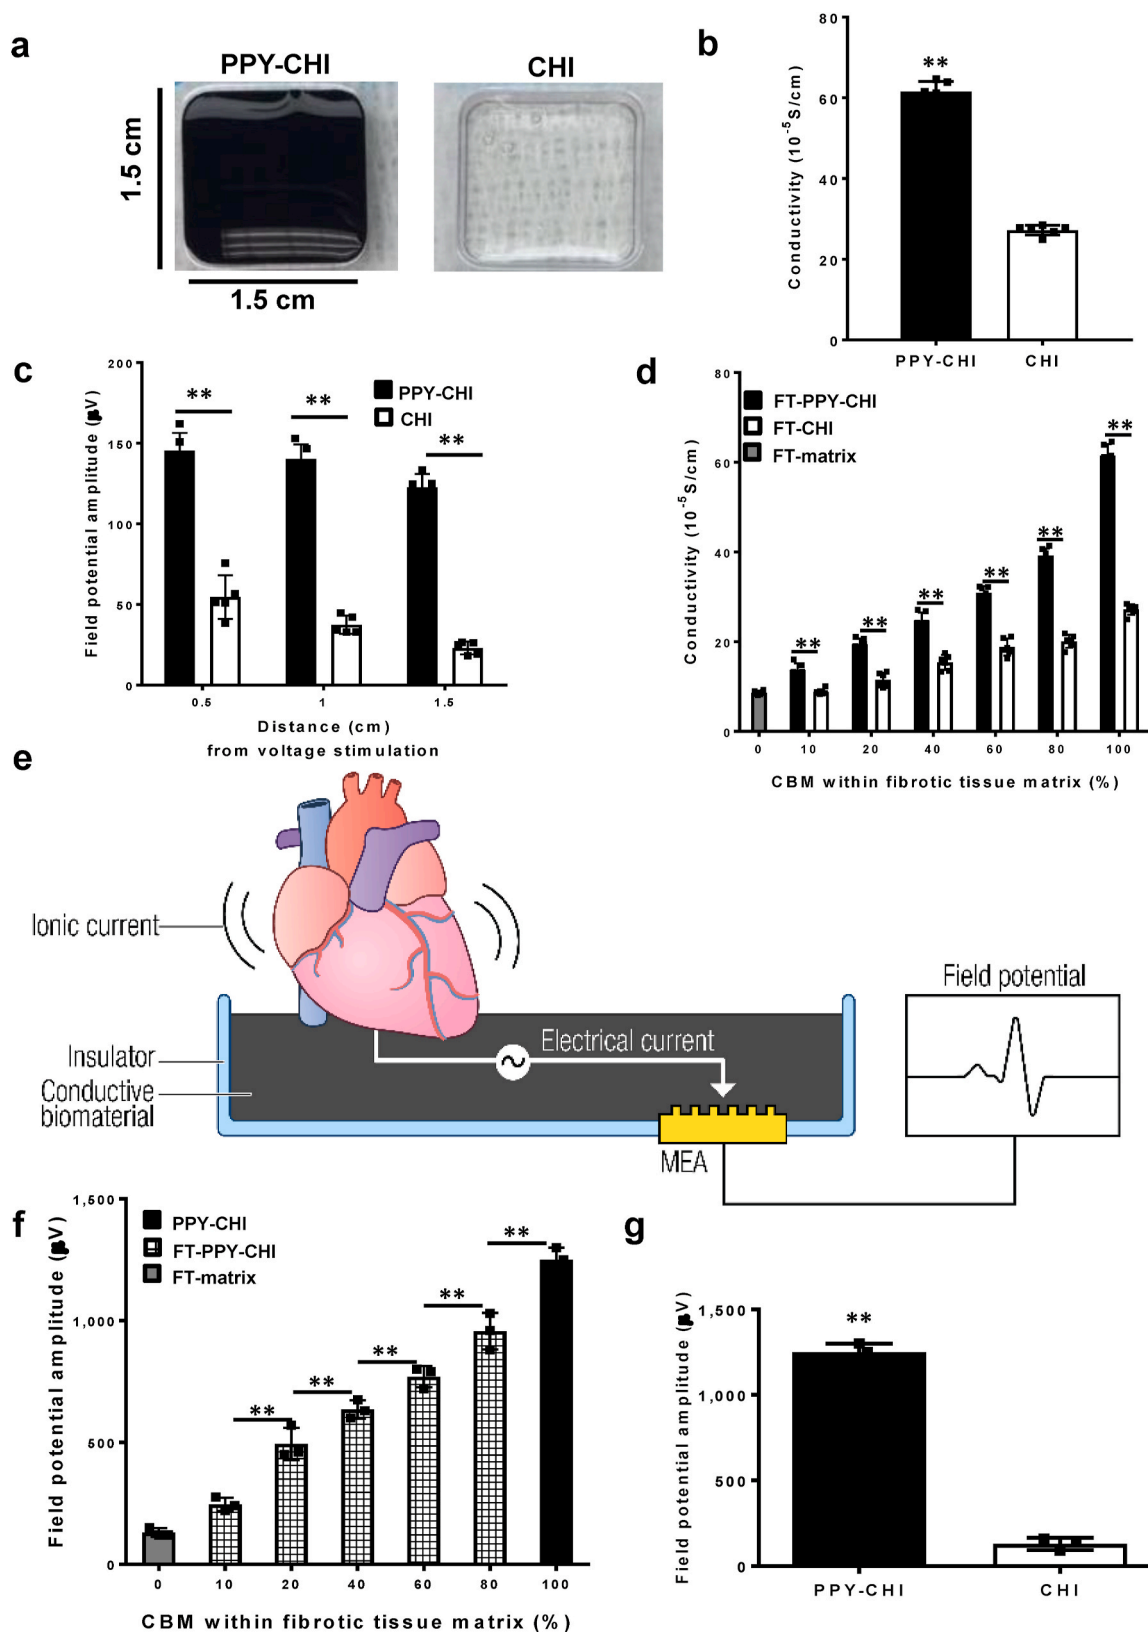 a
PPY-CHI
CHI
1.5 cm
1.5 cm
b
Conductivity (10⁻⁵S/cm)
80
60
40
20
0
**
PPY-CHI
CHI
c
Field potential amplitude (µV)
200
150
100
50
0
**
**
**
PPY-CHI
CHI
0.5
1
1.5
Distance (cm)
from voltage stimulation
d
Conductivity (10⁻⁵S/cm)
80
60
40
20
0
FT-PPY-CHI
FT-CHI
FT-matrix
**
**
**
**
**
**
0
10
20
40
60
80
100
CBM within fibrotic tissue matrix (%)
e
Ionic current
Insulator
Conductive
biomaterial
Electrical current
MEA
Field potential
f
Field potential amplitude (µV)
1,500
1,000
500
0
PPY-CHI
FT-PPY-CHI
FT-matrix
**
**
**
**
**
0
10
20
40
60
80
100
CBM within fibrotic tissue matrix (%)
g
Field potential amplitude (µV)
1,500
1,000
500
0
**
PPY-CHI
CHI